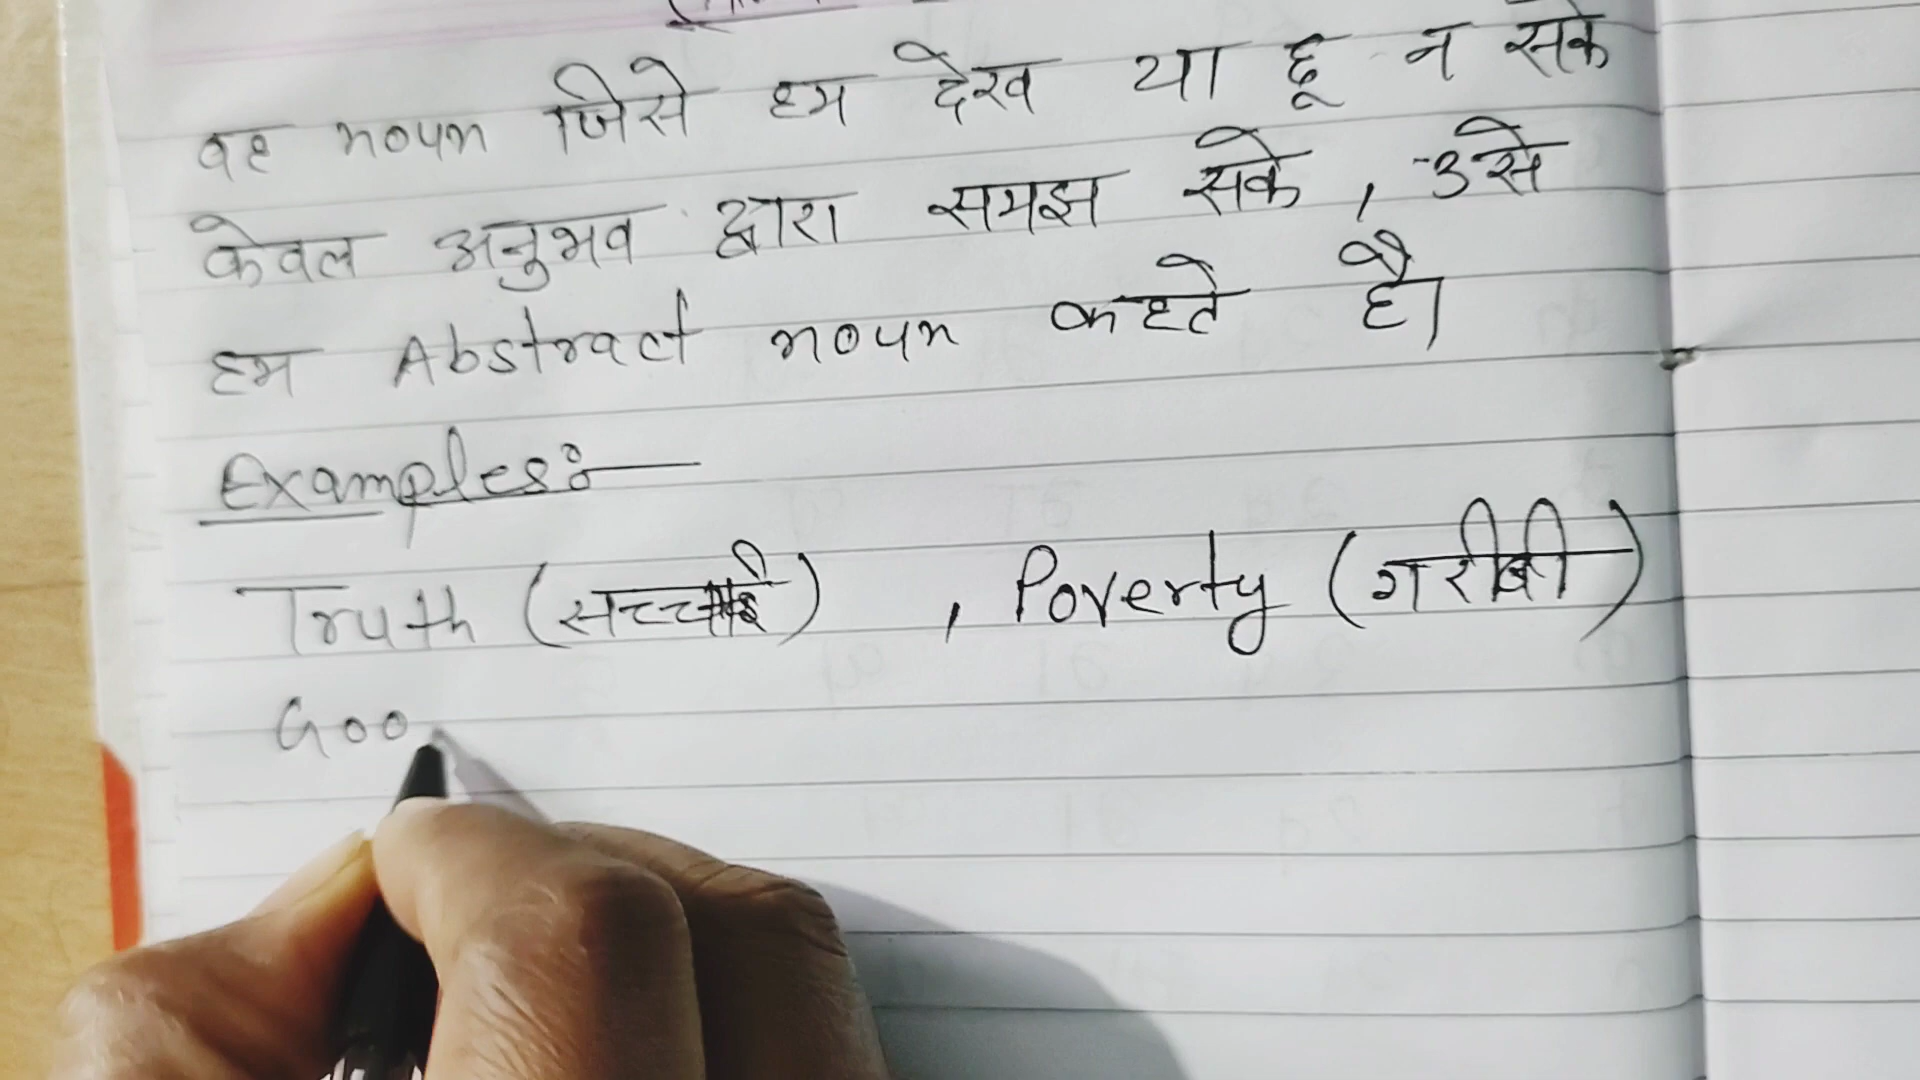 वह noun जिसे हम देख या छू न सके
केवल अनुभव द्वारा समझ सके , उसे
हम Abstract noun कहते है।
Examples:—
Truth (सच्चाई) , Poverty (गरीबी)
Goo